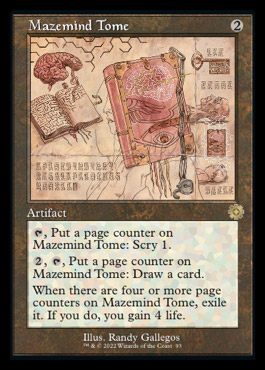 Mazemind Tome 2
Artifact
, Put a page counter on
Mazemind Tome: Scry 1.
2, , Put a page counter on
Mazemind Tome: Draw a card.
When there are four or more page
counters on Mazemind Tome, exile
it. If you do, you gain 4 life.
Illus. Randy Gallegos
™ & © 2022 Wizards of the Coast 93